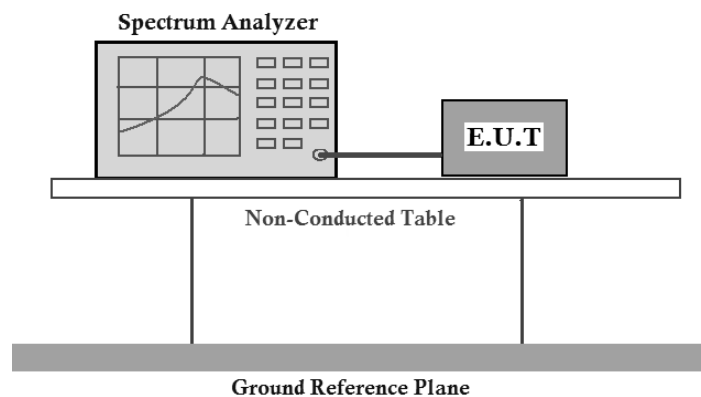 Spectrum Analyzer
E.U.T
Non-Conducted Table
Ground Reference Plane